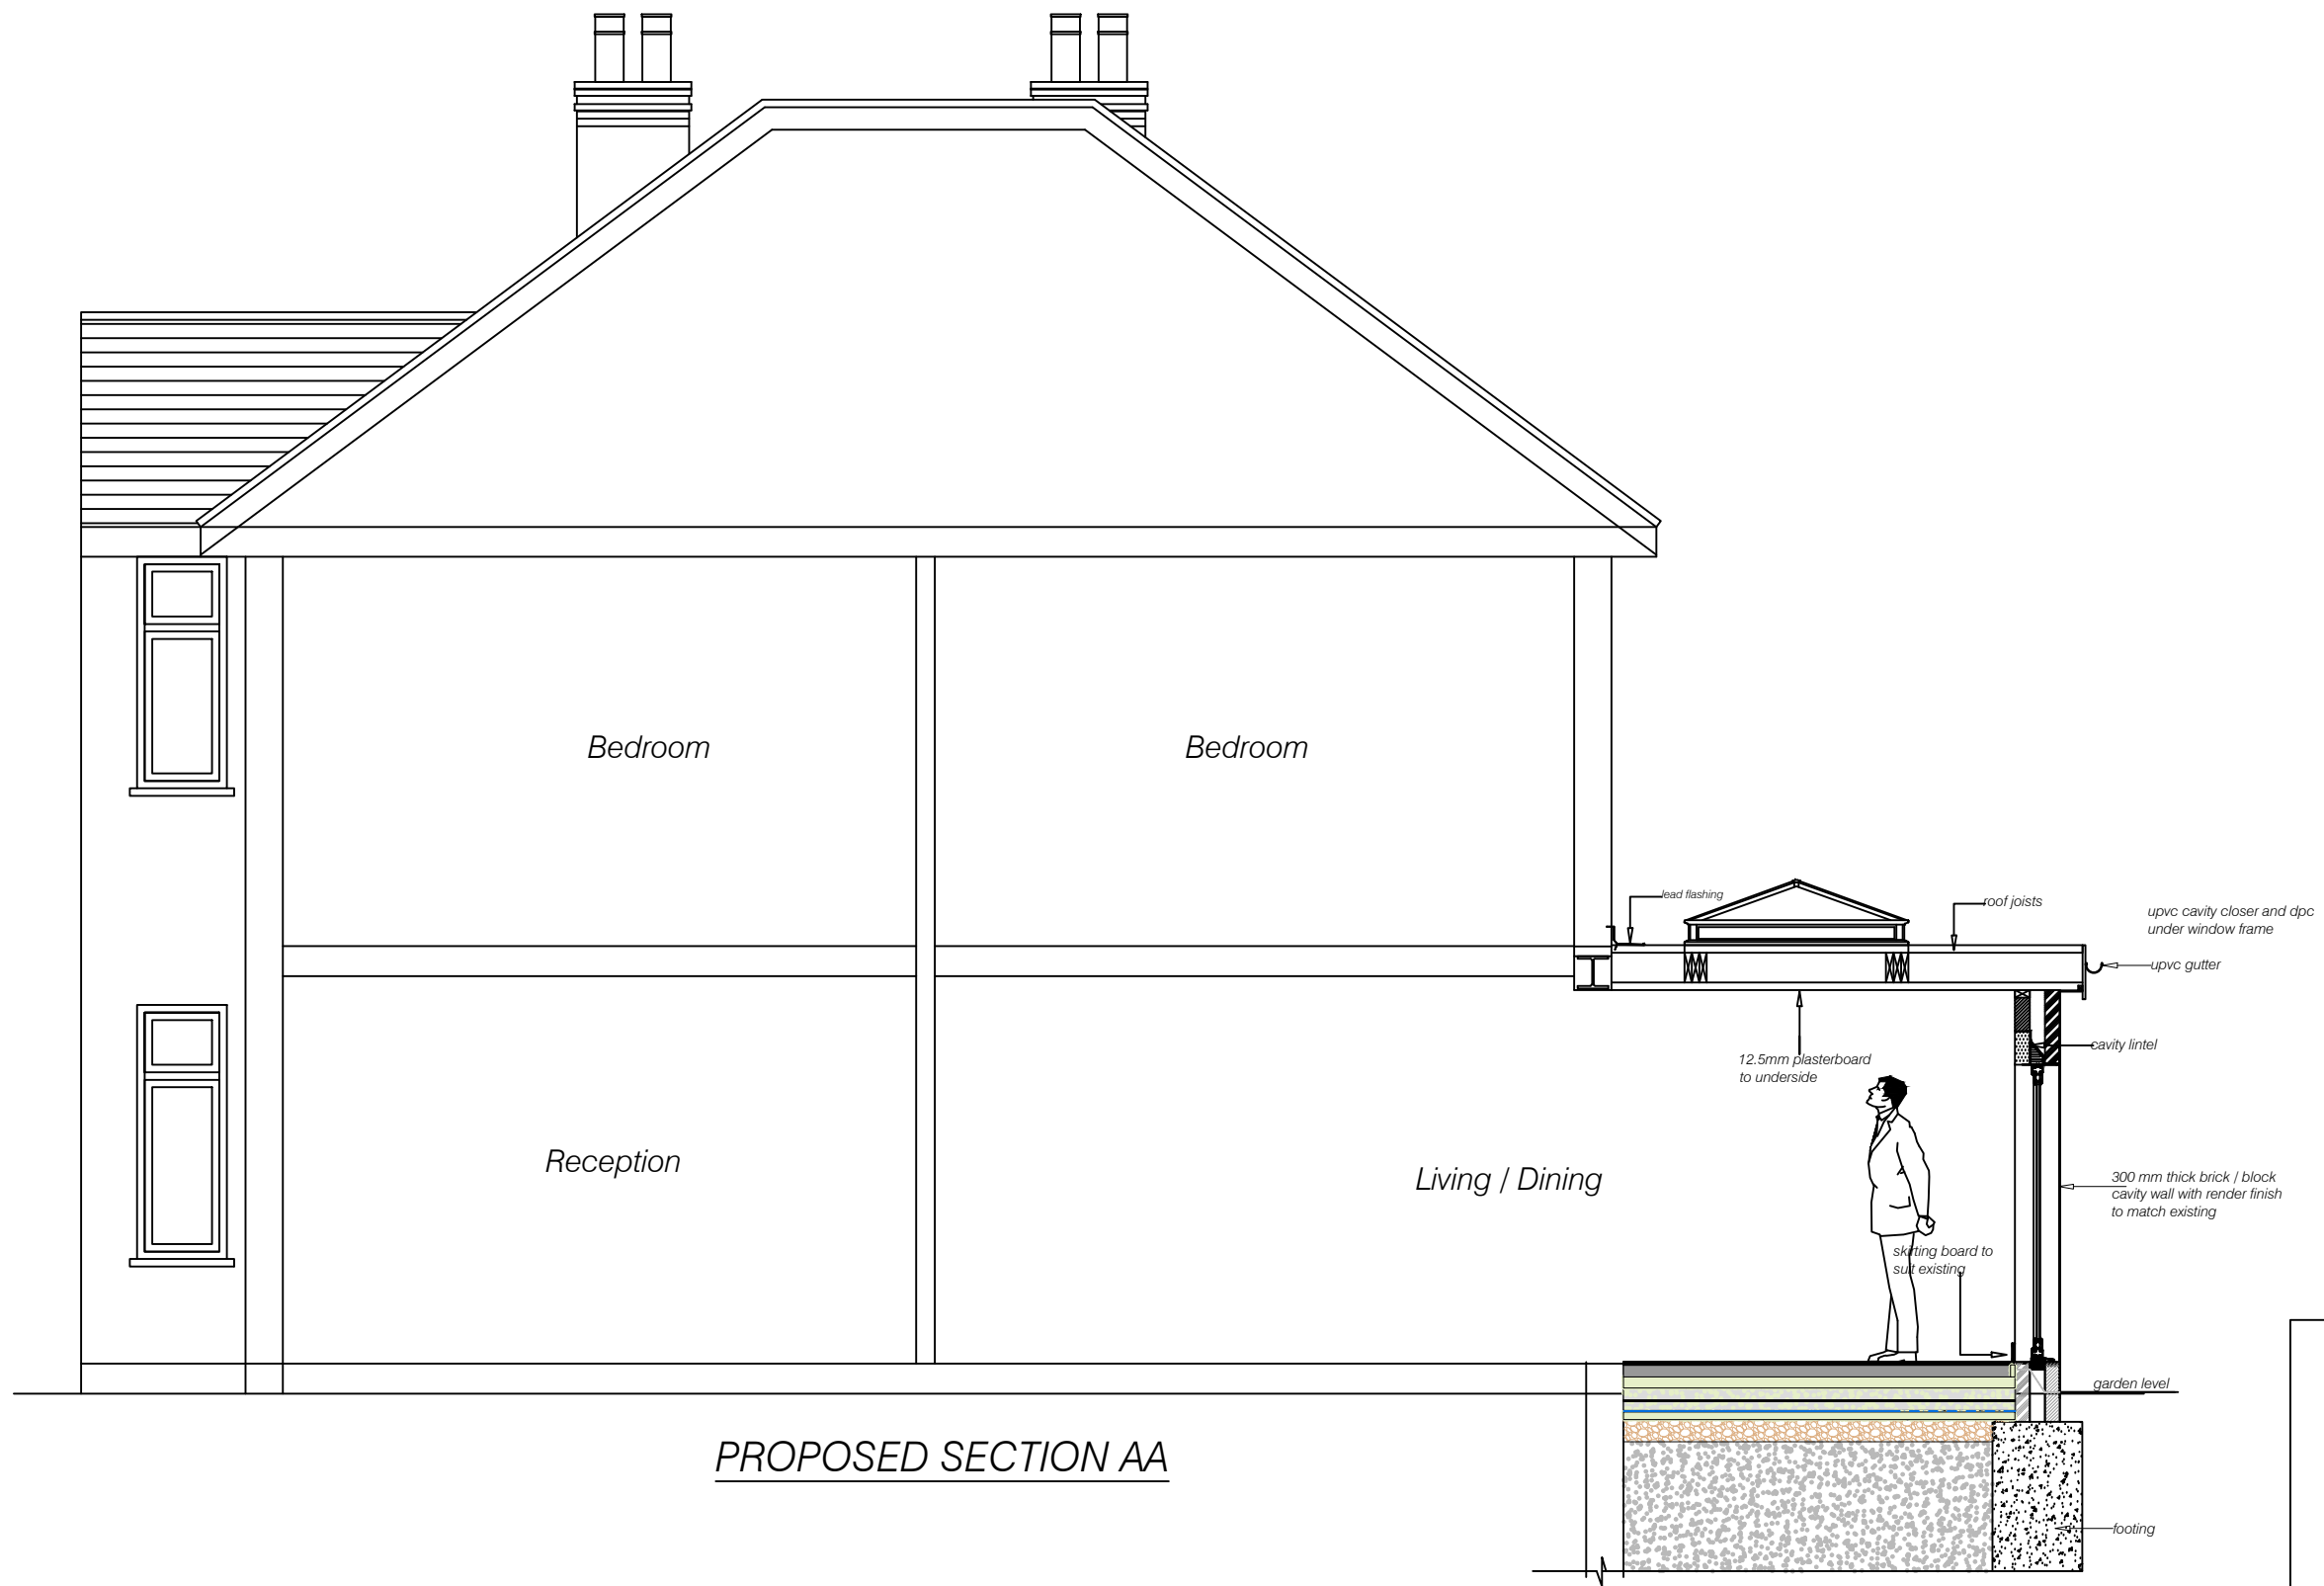 Bedroom
Bedroom
lead flashing
roof joists
upvc cavity closer and dpc
under window frame
upvc gutter
cavity lintel
12.5mm plasterboard
to underside
Reception
Living / Dining
300 mm thick brick / block
cavity wall with render finish
to match existing
skirting board to
suit existing
garden level
PROPOSED SECTION AA
footing